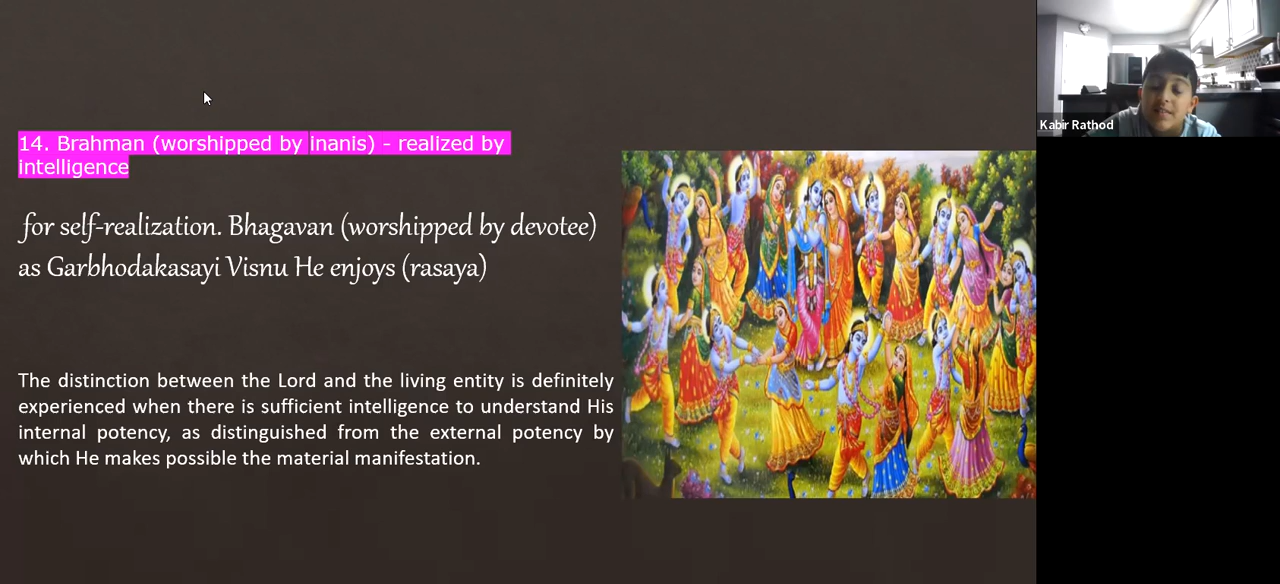 14. Brahman (worshipped by inanis) - realized by
intelligence
for self-realization. Bhagavan (worshipped by devotee)
as Garbhodakasayi Visnu He enjoys (rasaya)
The distinction between the Lord and the living entity is definitely
experienced when there is sufficient intelligence to understand His
internal potency, as distinguished from the external potency by
which He makes possible the material manifestation.
Kabir Rathod